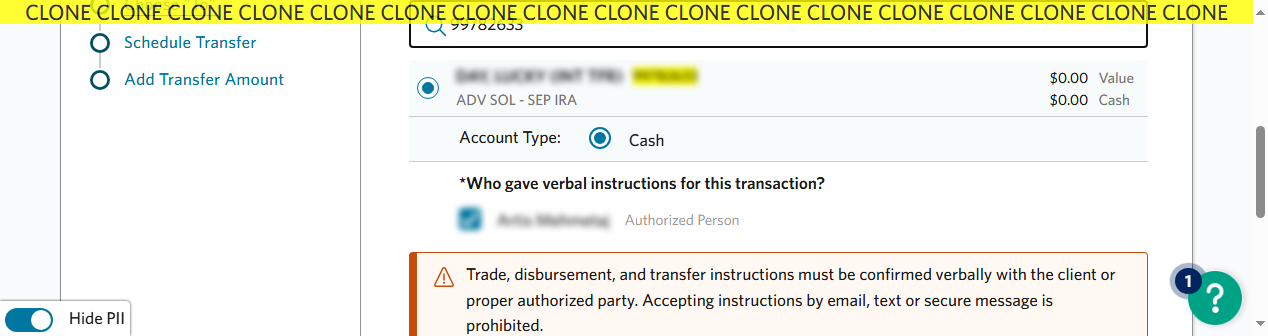 CLONE CLONE CLONE CLONE CLONE CLONE CLONE CLONE CLONE CLONE CLONE CLONE CLONE CLONE CLONE CLONE CLONE
99782633
Schedule Transfer
Add Transfer Amount
$0.00 Value
ADV SOL - SEP IRA
$0.00 Cash
Account Type:
Cash
*Who gave verbal instructions for this transaction?
Authorized Person
Trade, disbursement, and transfer instructions must be confirmed verbally with the client or
proper authorized party. Accepting instructions by email, text or secure message is
prohibited.
1
?
Hide PII